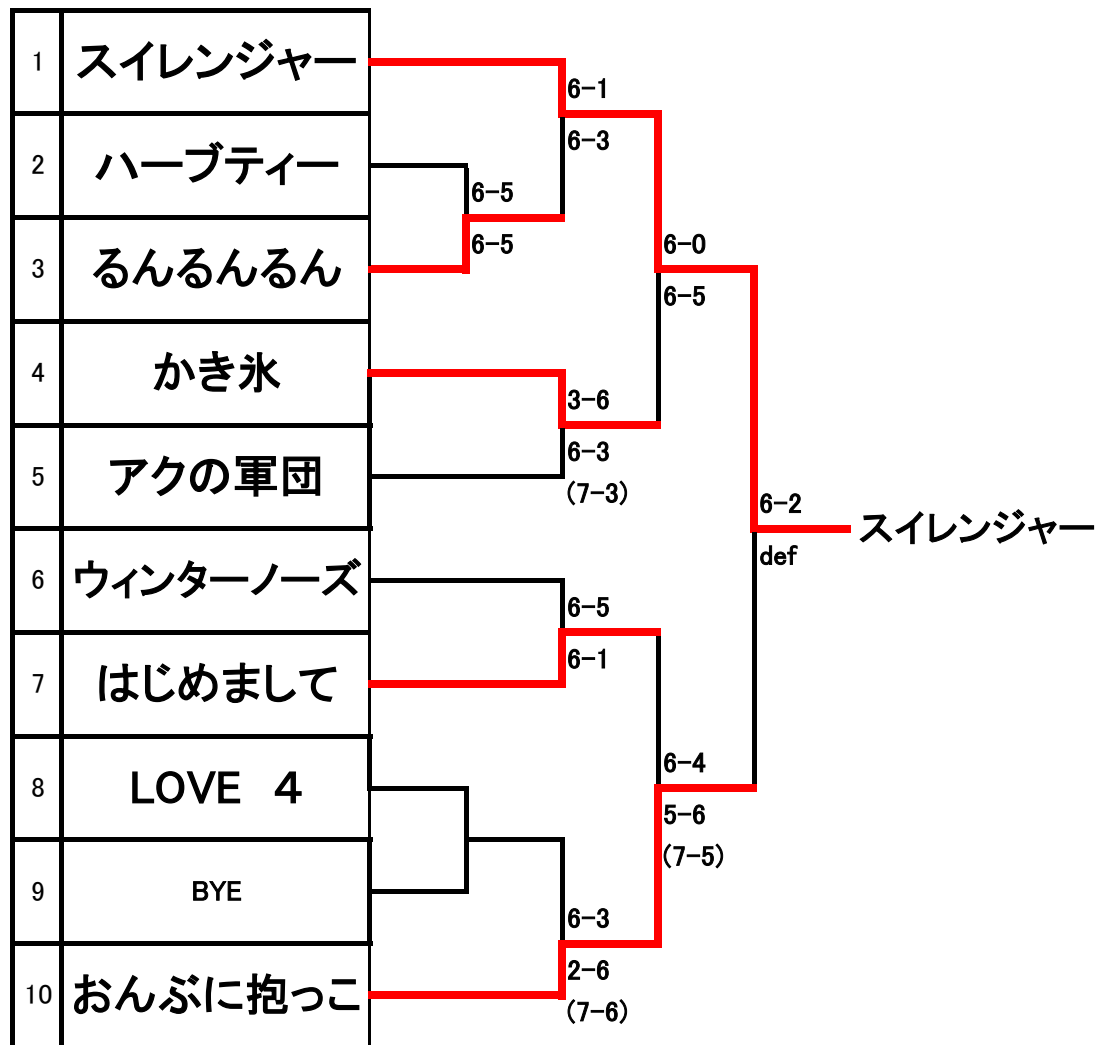 1 スイレンジャー
6-1
2 ハーブティー
6-3
6-5
3 るんるんるん
6-5
6-0
6-5
4 かき氷
3-6
5 アクの軍団
6-3
(7-3)
6-2
スイレンジャー
def
6 ウィンターノーズ
6-5
7 はじめまして
6-1
8 LOVE 4
6-4
5-6
(7-5)
9 BYE
6-3
10 おんぶに抱っこ
2-6
(7-6)